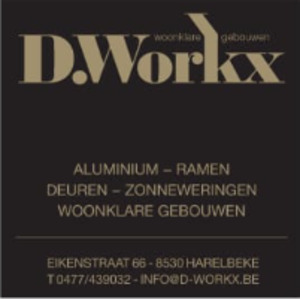 woonklare gebouwen
D.Workx
ALUMINIUM – RAMEN
DEUREN – ZONNEWERINGEN
WOONKLARE GEBOUWEN
EIKENSTRAAT 66 - 8530 HARELBEKE
T 0477/439032 - INFO@D-WORKX.BE